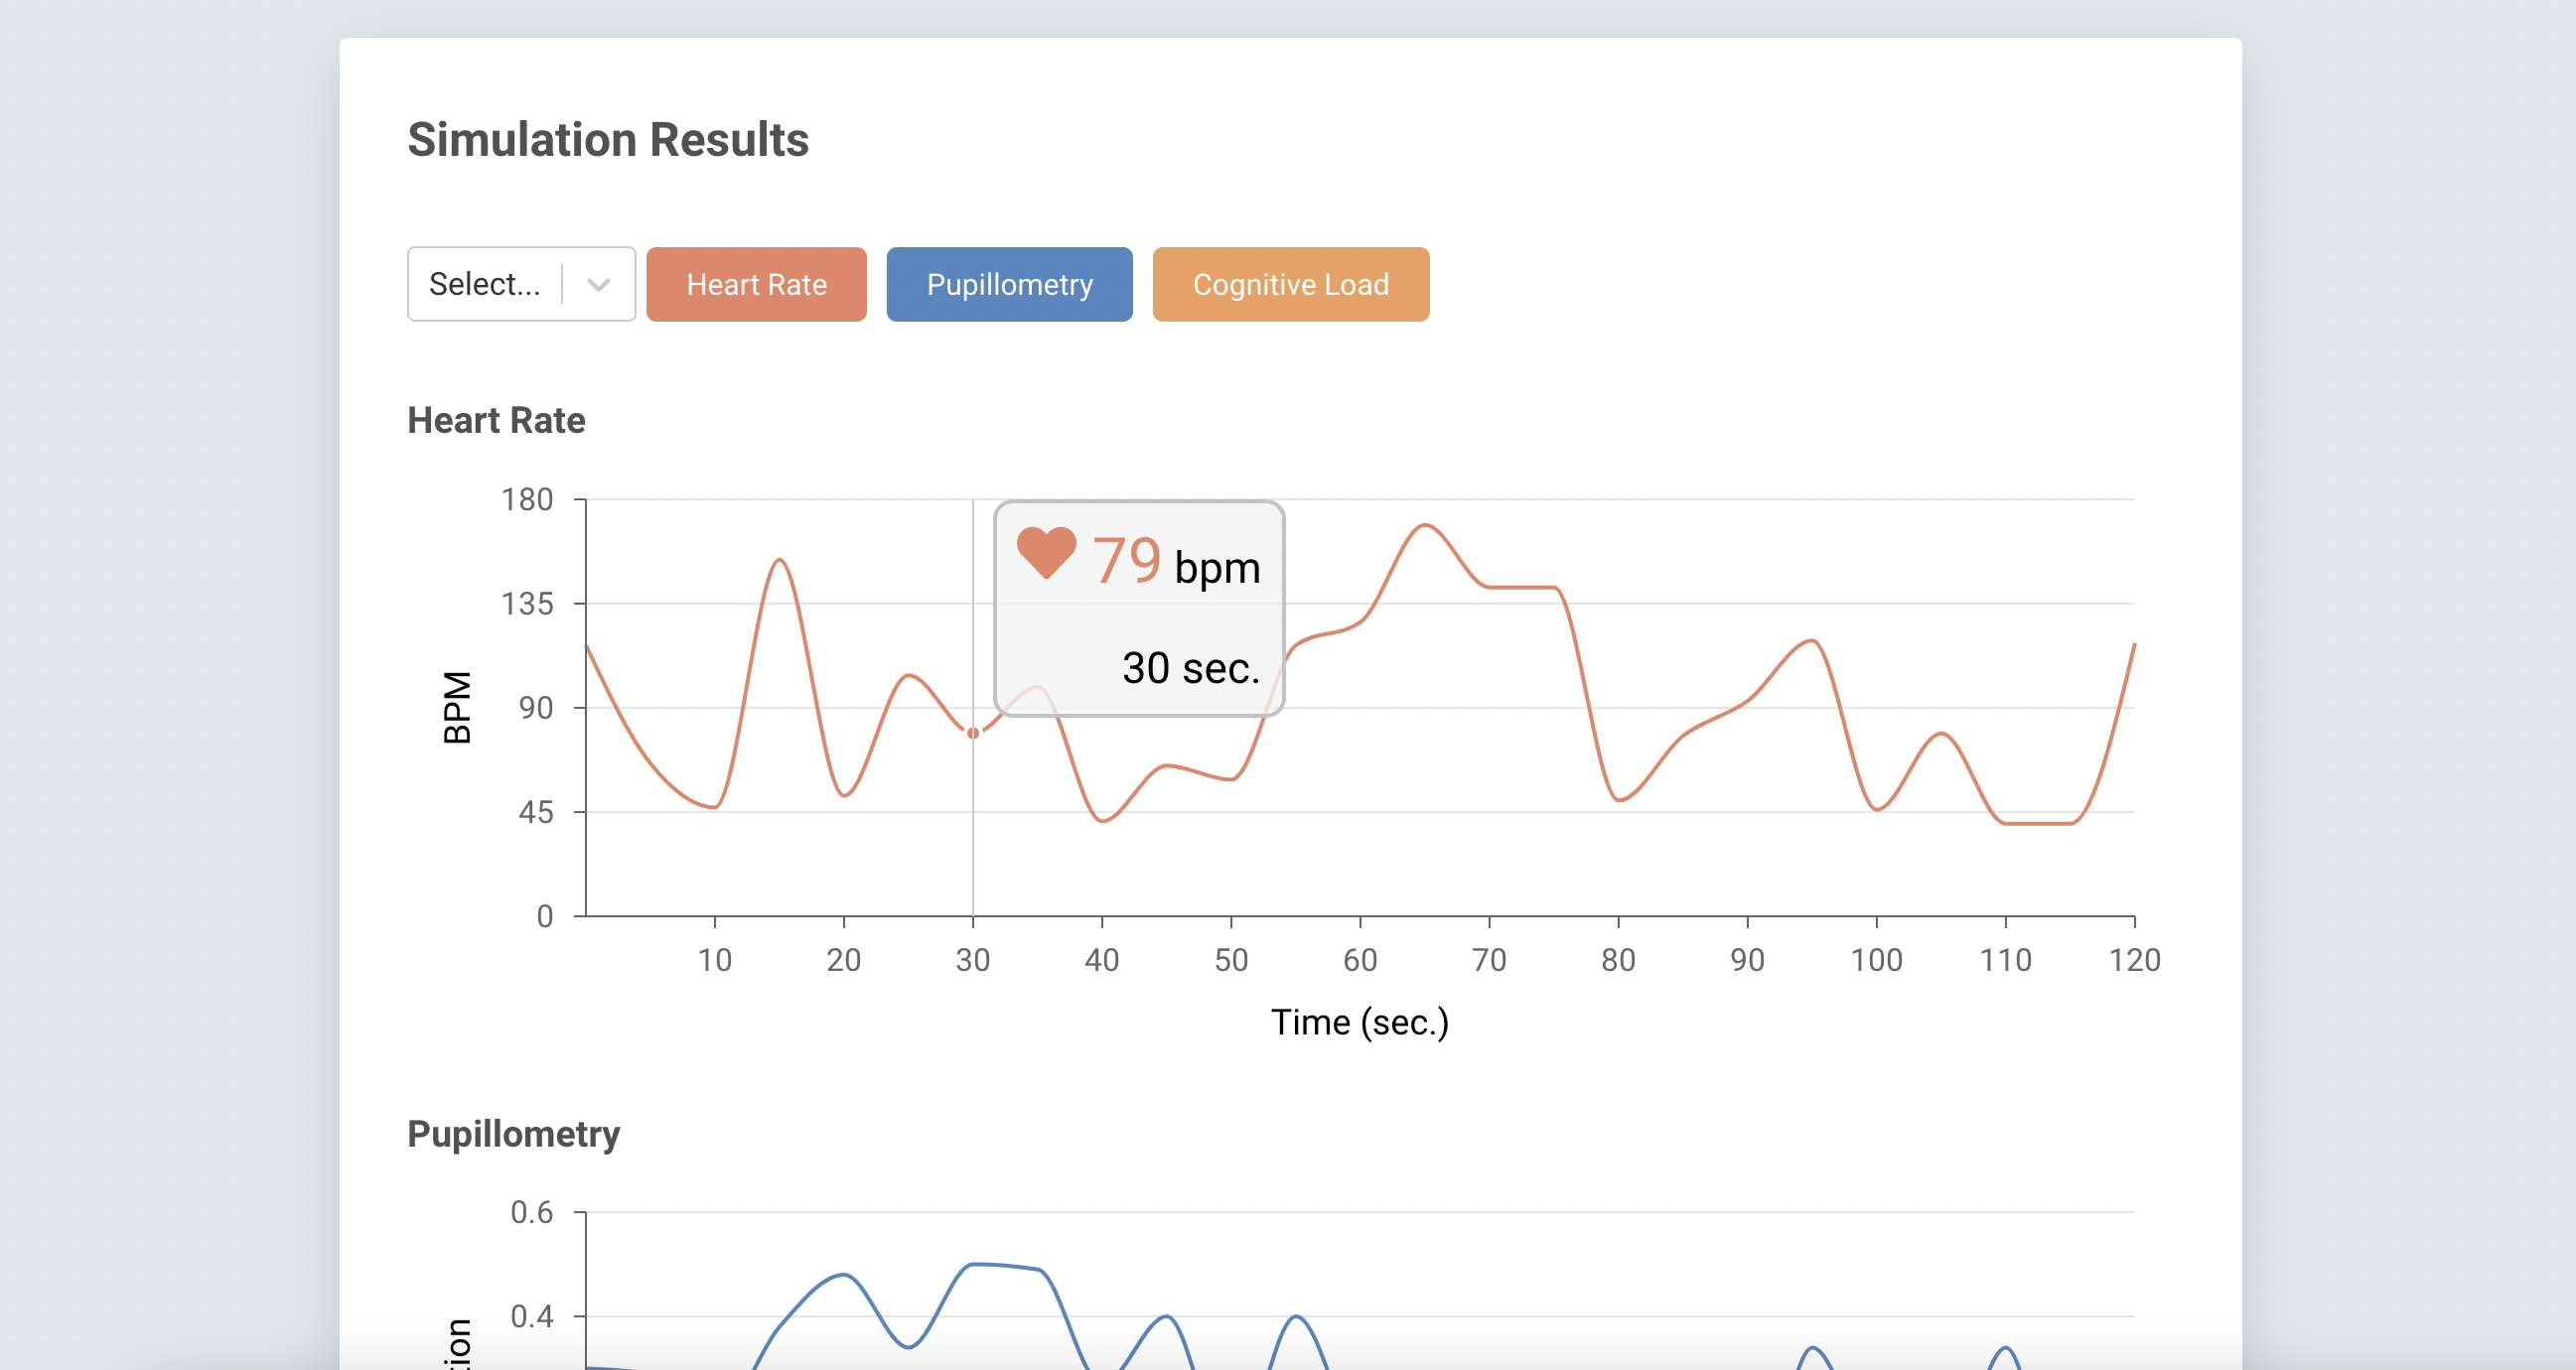 Simulation Results
Select...
Heart Rate
Pupillometry
Cognitive Load
Heart Rate
180
135
90
45
0
BPM
79 bpm
30 sec.
10 20 30 40 50 60 70 80 90 100 110 120
Time (sec.)
Pupillometry
0.6
0.4